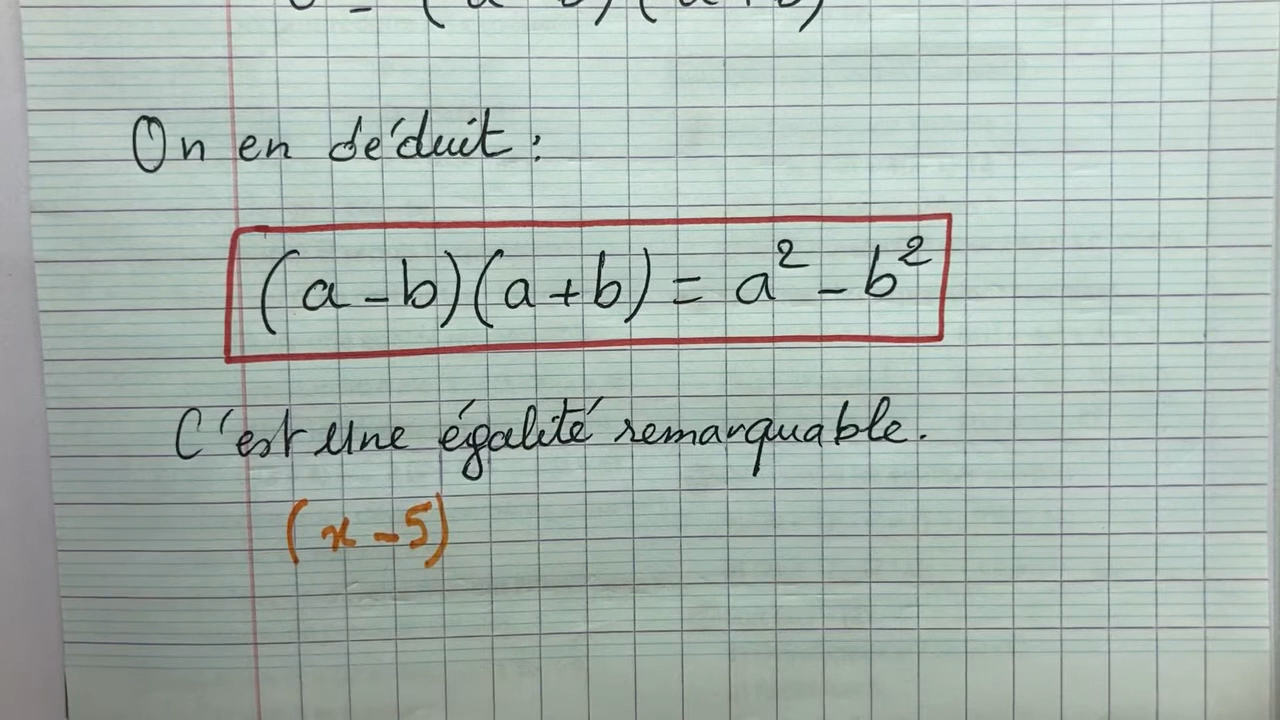 On en déduit :
(a - b)(a + b) = a² - b²
C'est une égalité remarquable.
(x - 5)